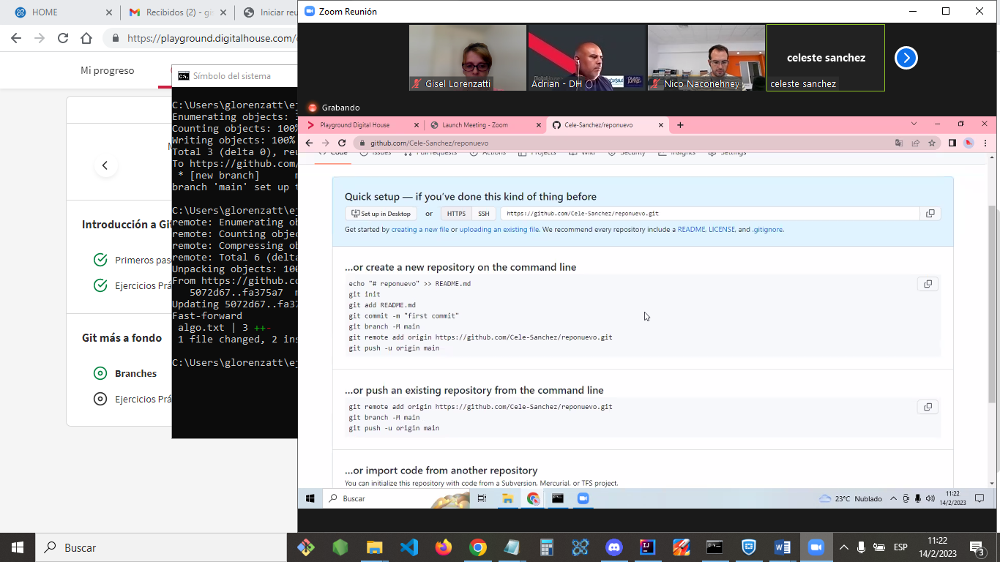 HOME
Recibidos (2) - gi
Iniciar reu
https://playground.digitalhouse.com/
Mi progreso
Introducción a Git
Primeros pas
Ejercicios Prá
Git más a fondo
Branches
Ejercicios Prá
Símbolo del sistema
C:\Users\glorenzatt\ej
Enumerating objects: 3
Counting objects: 100%
Writing objects: 100%
Total 3 (delta 0), reu
To https://github.com/
* [new branch]
branch 'main' set up t
C:\Users\glorenzatt\ej
remote: Enumerating ob
remote: Counting objec
remote: Compressing ob
remote: Total 6 (delta
Unpacking objects: 100
From https://github.co
5072d67..fa375a7
Updating 5072d67..fa37
Fast-forward
algo.txt | 3 ++-
1 file changed, 2 ins
C:\Users\glorenzatt\ej
Zoom Reunión
Gisel Lorenzatti
Adrian - DH
Nico Naconehney
celeste sanchez
celeste sanchez
Grabando
Playground Digital House
Launch Meeting - Zoom
Cele-Sanchez/reponuevo
github.com/Cele-Sanchez/reponuevo
Code Issues Pull requests Actions Projects Wiki Security Insights Settings
Quick setup — if you've done this kind of thing before
Set up in Desktop or HTTPS SSH https://github.com/Cele-Sanchez/reponuevo.git
Get started by creating a new file or uploading an existing file. We recommend every repository include a README, LICENSE, and .gitignore.
…or create a new repository on the command line
echo "# reponuevo" >> README.md
git init
git add README.md
git commit -m "first commit"
git branch -M main
git remote add origin https://github.com/Cele-Sanchez/reponuevo.git
git push -u origin main
…or push an existing repository from the command line
git remote add origin https://github.com/Cele-Sanchez/reponuevo.git
git branch -M main
git push -u origin main
…or import code from another repository
You can initialize this repository with code from a Subversion, Mercurial, or TFS project.
Buscar
23°C Nublado
11:22
14/2/2023
Buscar
ESP
11:22
14/2/2023
3